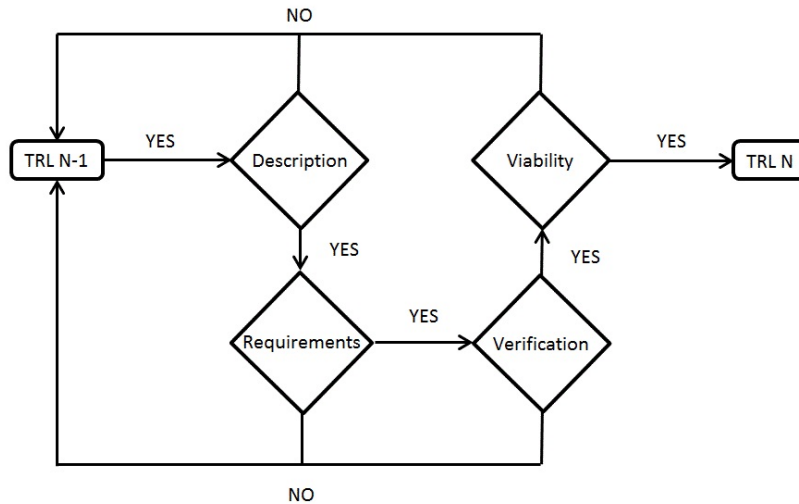 NO
TRL N-1
YES
Description
Viability
YES
TRL N
YES
YES
Requirements
YES
Verification
NO